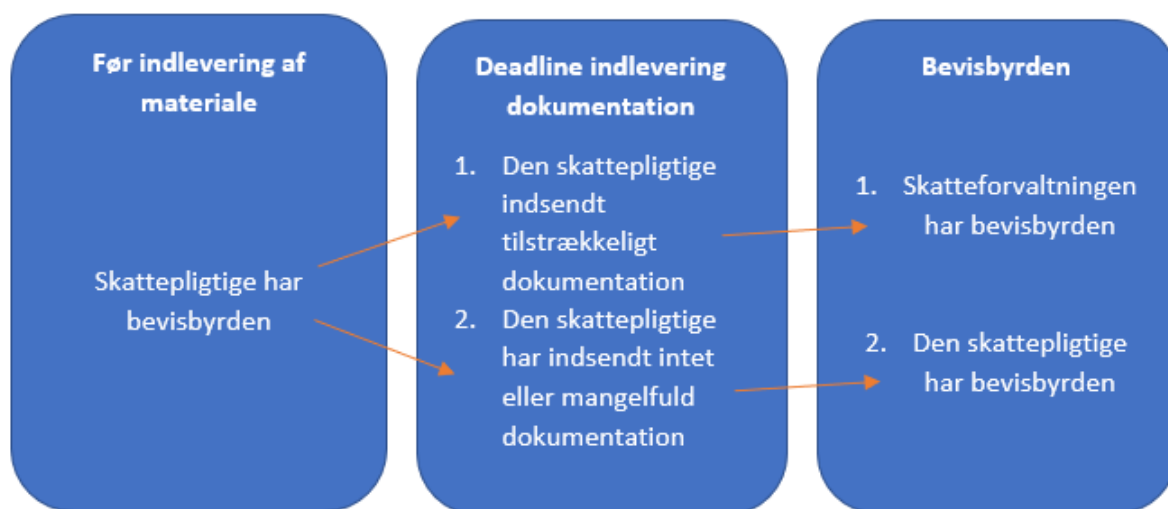 Før indlevering af
materiale
Skattepligtige har
bevisbyrden
Deadline indlevering
dokumentation
1. Den skattepligtige
indsendt
tilstrækkeligt
dokumentation
2. Den skattepligtige
har indsendt intet
eller mangelfuld
dokumentation
Bevisbyrden
1. Skatteforvaltningen
har bevisbyrden
2. Den skattepligtige
har bevisbyrden